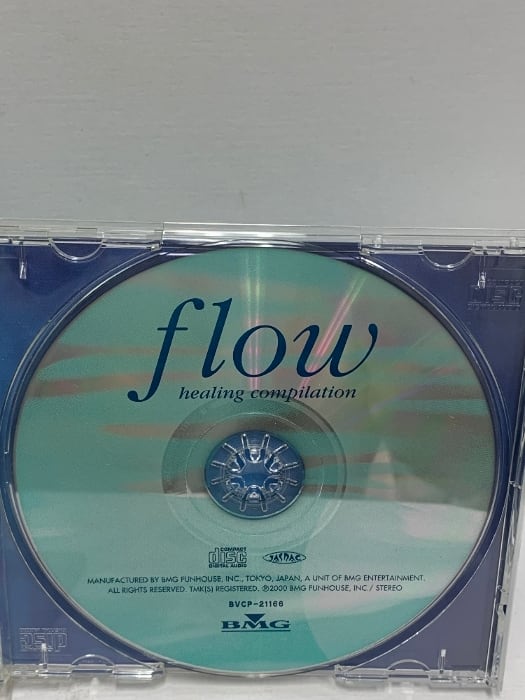 flow
healing compilation
COMPACT
disc
DIGITAL AUDIO
JASRAC
MANUFACTURED BY BMG FUNHOUSE, INC., TOKYO, JAPAN, A UNIT OF BMG ENTERTAINMENT.
ALL RIGHTS RESERVED. TMK(S) REGISTERED. ℗2000 BMG FUNHOUSE, INC./ STEREO
BVCP-21166
BMG